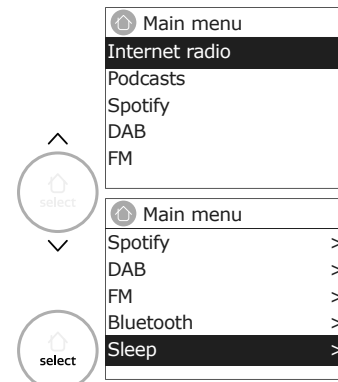 Main menu
Internet radio
Podcasts
Spotify
DAB
FM
select
Main menu
Spotify >
DAB >
FM >
Bluetooth >
Sleep >
select